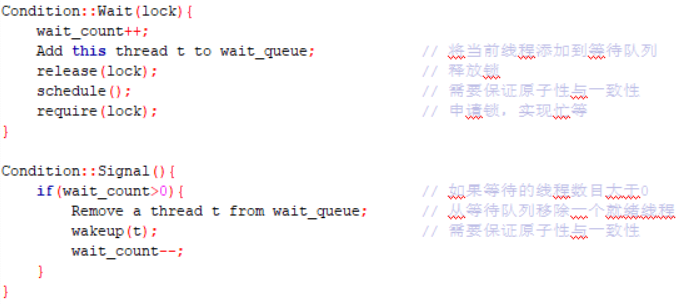 Condition::Wait(lock){
    wait_count++;
    Add this thread t to wait_queue;            // 将当前线程添加到等待队列
    release(lock);                              // 释放锁
    schedule();                                 // 需要保证原子性与一致性
    require(lock);                              // 申请锁，实现忙等
}
Condition::Signal(){
    if(wait_count>0){                           // 如果等待的线程数目大于0
        Remove a thread t from wait_queue;      // 从等待队列移除一个就绪线程
        wakeup(t);                              // 需要保证原子性与一致性
        wait_count--;
    }
}